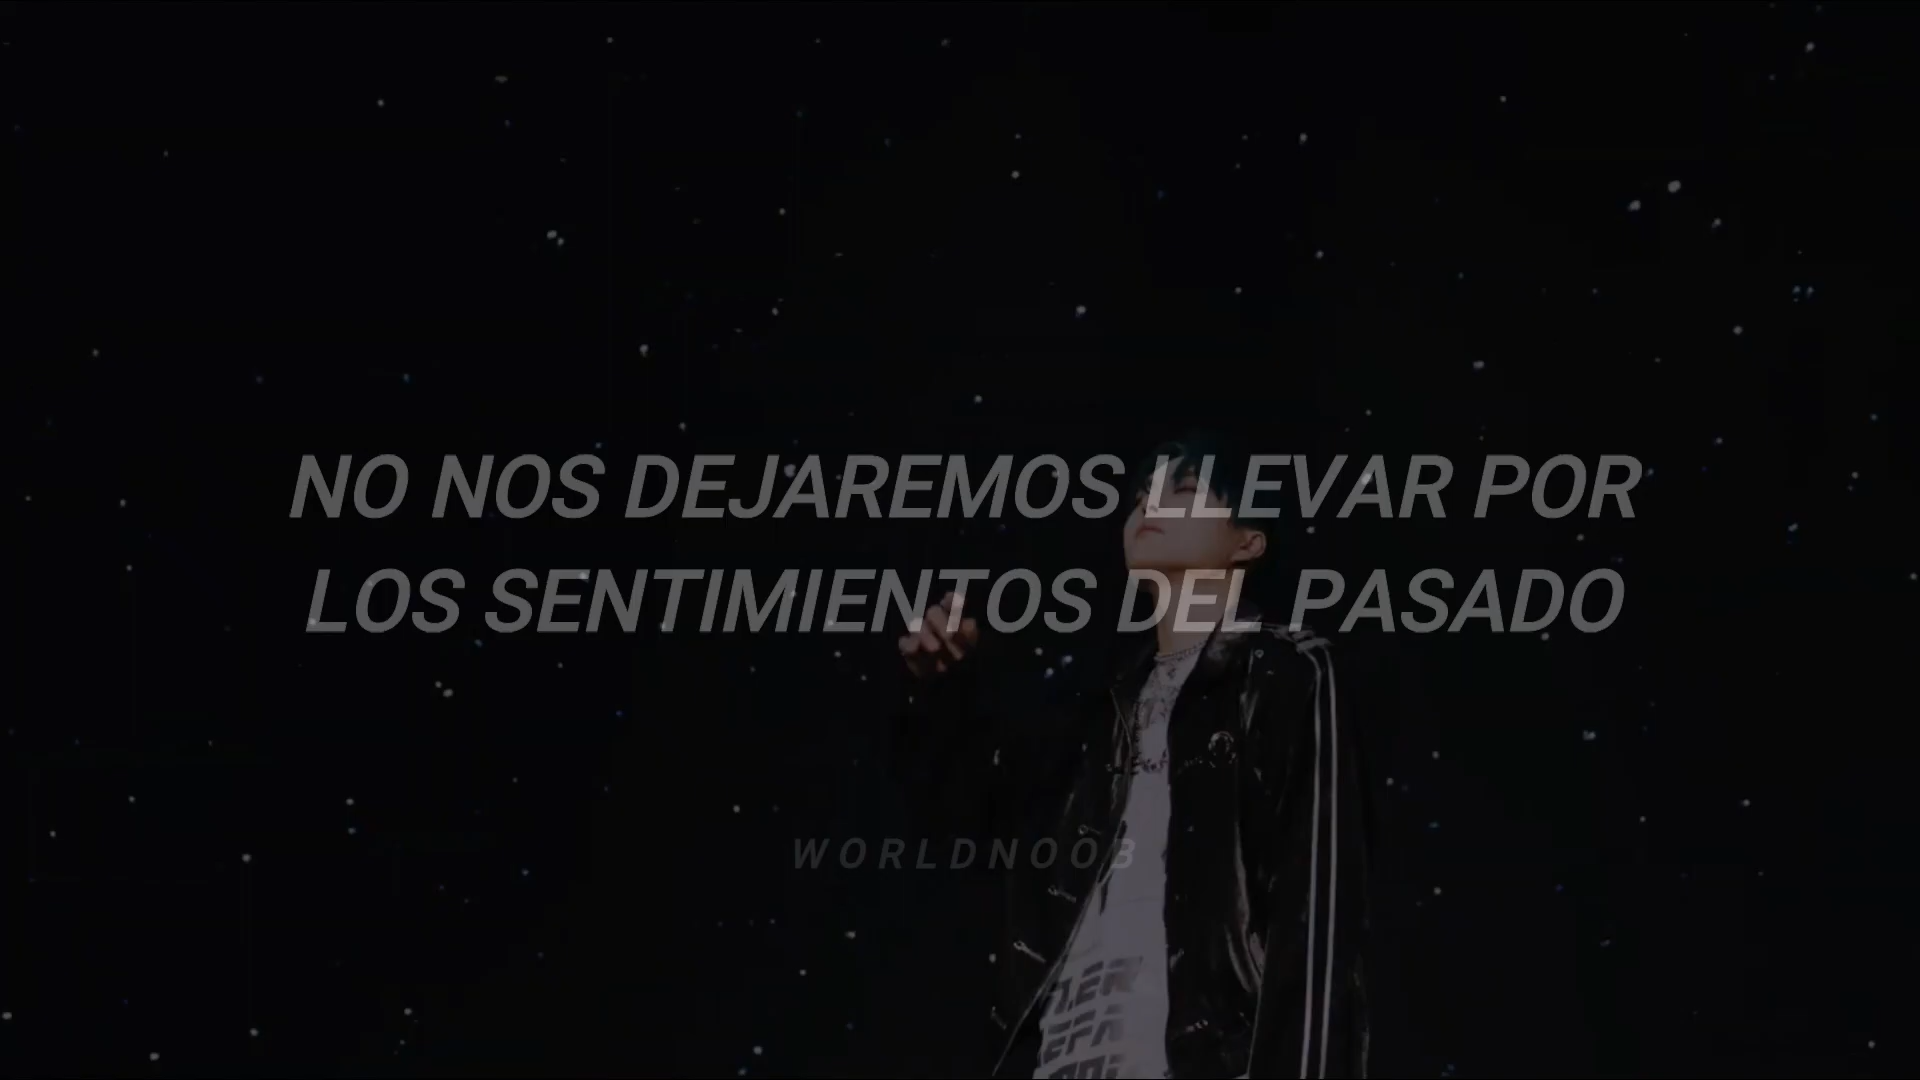 NO NOS DEJAREMOS LLEVAR POR
LOS SENTIMIENTOS DEL PASADO
WORLDNOOB